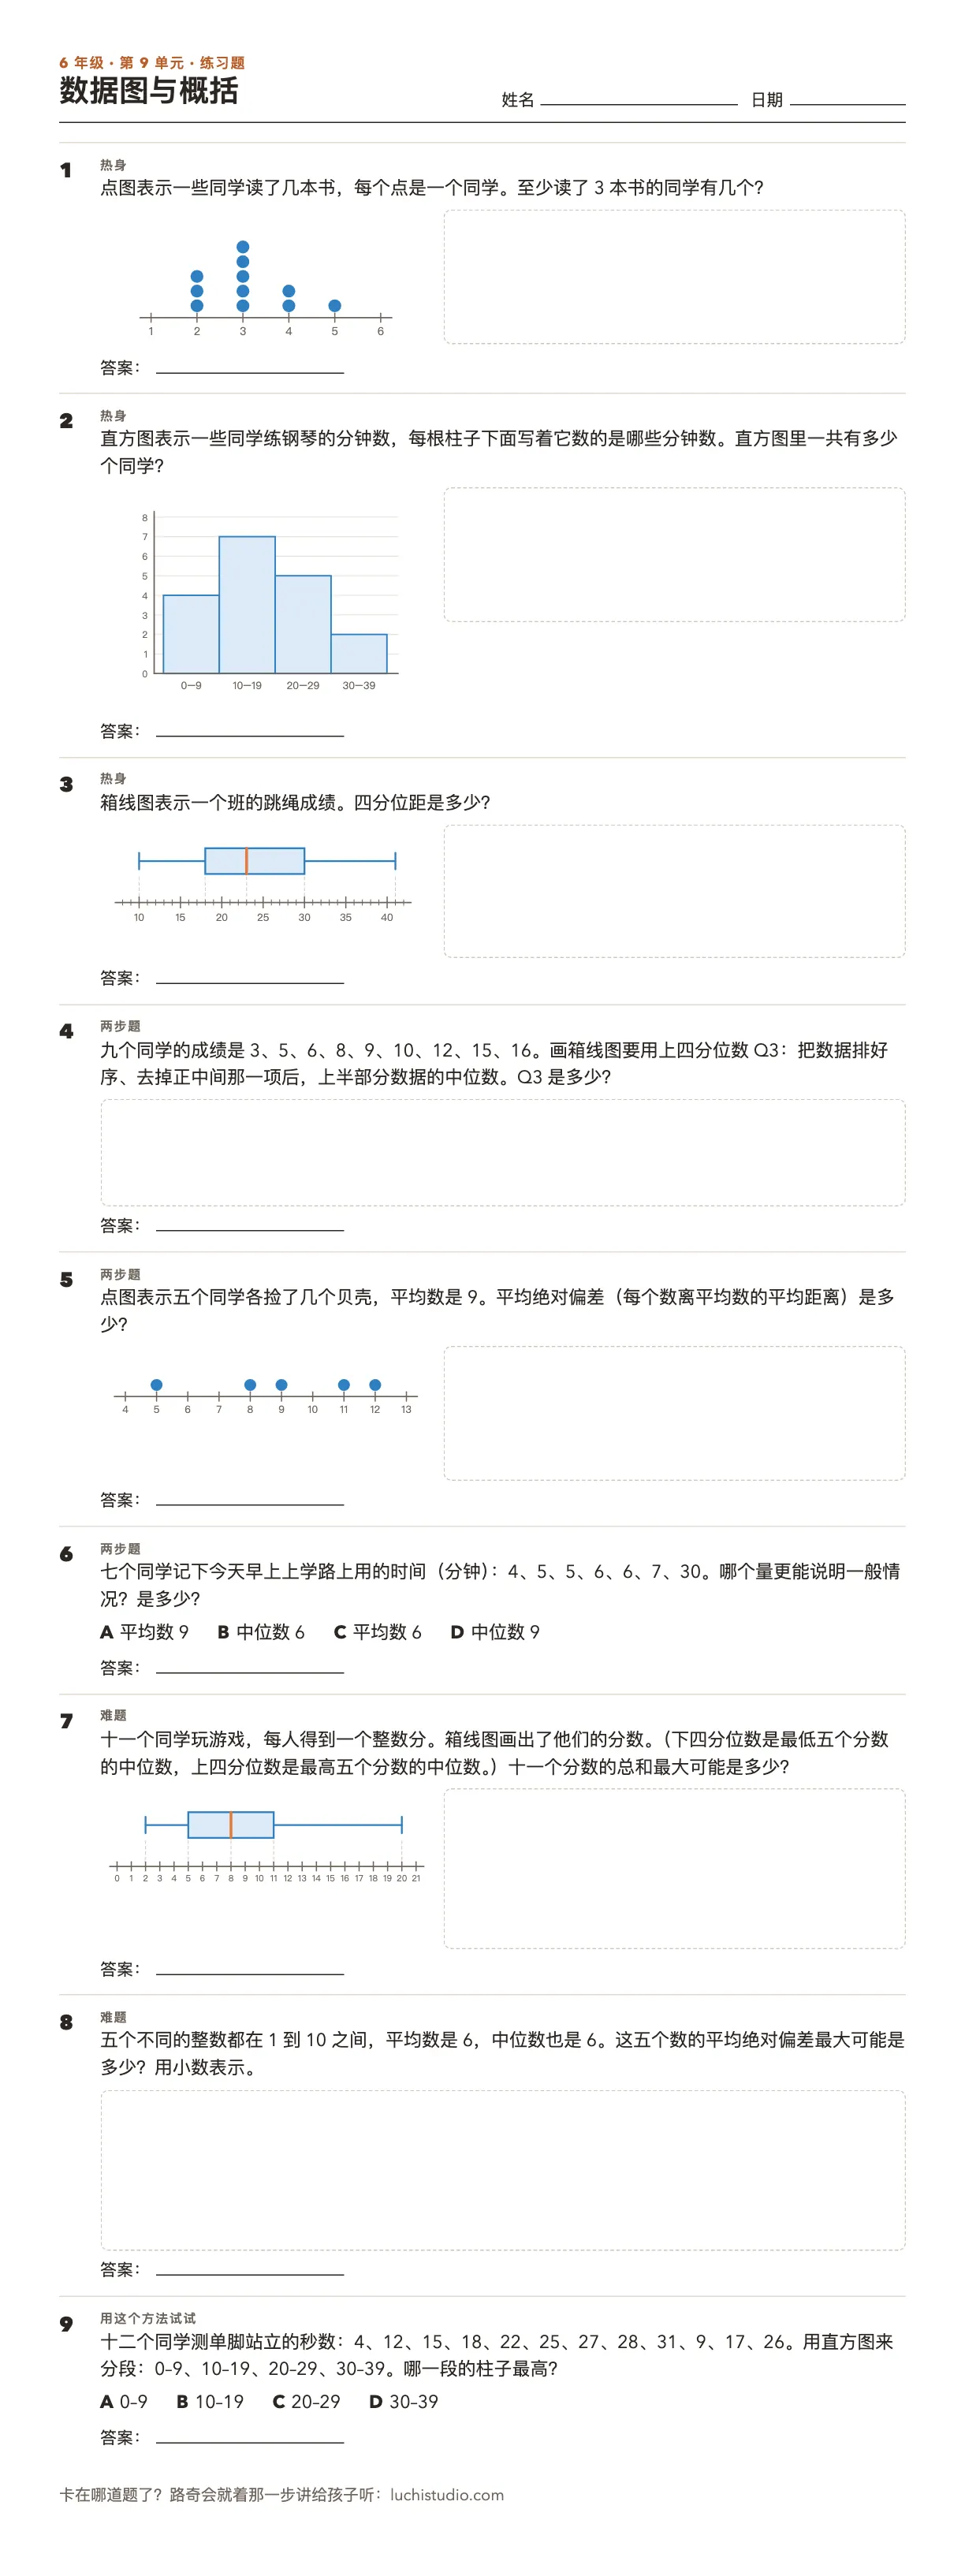 6 年级·第 9 单元·练习题
数据图与概括
姓名 日期
1
热身
点图表示一些同学读了几本书，每个点是一个同学。至少读了 3 本书的同学有几个？
1 2 3 4 5 6
答案：
2
热身
直方图表示一些同学练钢琴的分钟数，每根柱子下面写着它数的是哪些分钟数。直方图里一共有多少
个同学？
8
7
6
5
4
3
2
1
0
0–9 10–19 20–29 30–39
答案：
3
热身
箱线图表示一个班的跳绳成绩。四分位距是多少？
10 15 20 25 30 35 40
答案：
4
两步题
九个同学的成绩是 3、5、6、8、9、10、12、15、16。画箱线图要用上四分位数 Q3：把数据排好
序、去掉正中间那一项后，上半部分数据的中位数。Q3 是多少？
答案：
5
两步题
点图表示五个同学各捡了几个贝壳，平均数是 9。平均绝对偏差（每个数离平均数的平均距离）是多
少？
4 5 6 7 8 9 10 11 12 13
答案：
6
两步题
七个同学记下今天早上上学路上用的时间（分钟）：4、5、5、6、6、7、30。哪个量更能说明一般情
况？是多少？
A 平均数 9 B 中位数 6 C 平均数 6 D 中位数 9
答案：
7
难题
十一个同学玩游戏，每人得到一个整数分。箱线图画出了他们的分数。（下四分位数是最低五个分数
的中位数，上四分位数是最高五个分数的中位数。）十一个分数的总和最大可能是多少？
0 1 2 3 4 5 6 7 8 9 10 11 12 13 14 15 16 17 18 19 20 21
答案：
8
难题
五个不同的整数都在 1 到 10 之间，平均数是 6，中位数也是 6。这五个数的平均绝对偏差最大可能是
多少？用小数表示。
答案：
9
用这个方法试试
十二个同学测单脚站立的秒数：4、12、15、18、22、25、27、28、31、9、17、26。用直方图来
分段：0–9、10–19、20–29、30–39。哪一段的柱子最高？
A 0–9 B 10–19 C 20–29 D 30–39
答案：
卡在哪道题了？路奇会就着那一步讲给孩子听：luchistudio.com